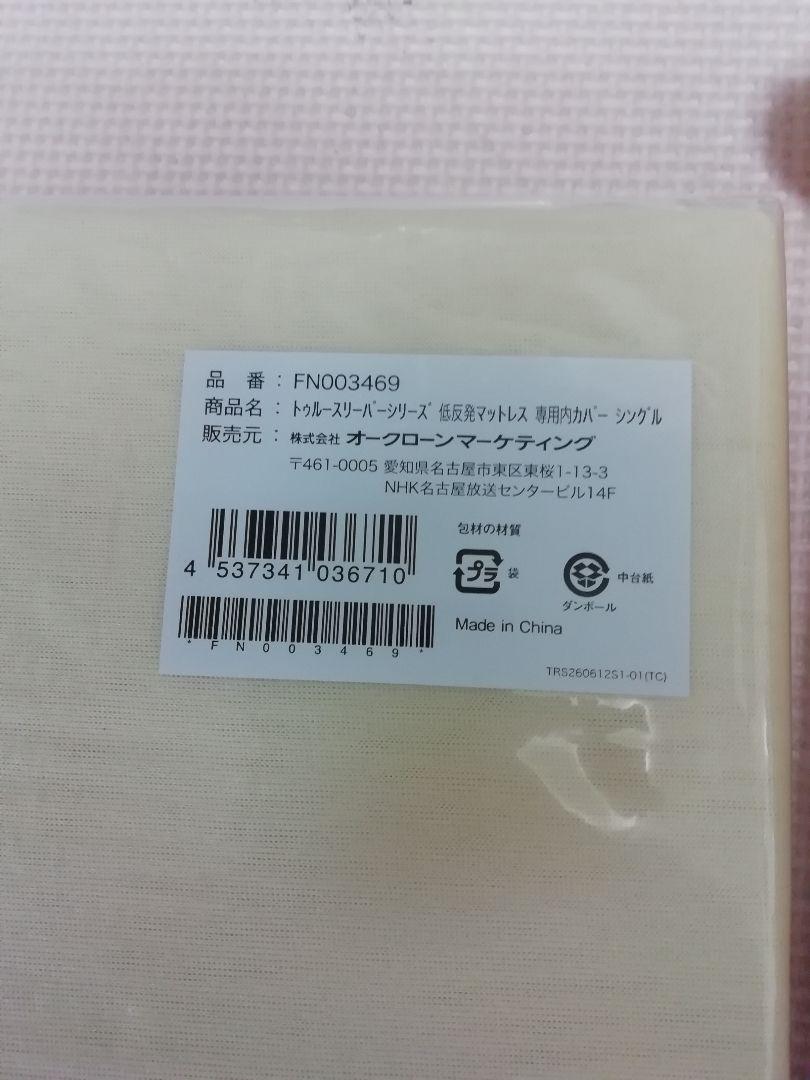 品 番 : FN003469
商品名 : ﾄｩﾙｰｽﾘｰﾊﾟｰｼﾘｰｽﾞ 低反発ﾏｯﾄﾚｽ 専用内ｶﾊﾞｰ ｼﾝｸﾞﾙ
販売元 : 株式会社 オークローンマーケティング
〒461-0005 愛知県名古屋市東区東桜1-13-3
NHK名古屋放送センタービル14F
包材の材質
4 537341 036710
プラ 袋
中台紙
ダンボール
*FN003469*
Made in China
TRS260612S1-01(TC)